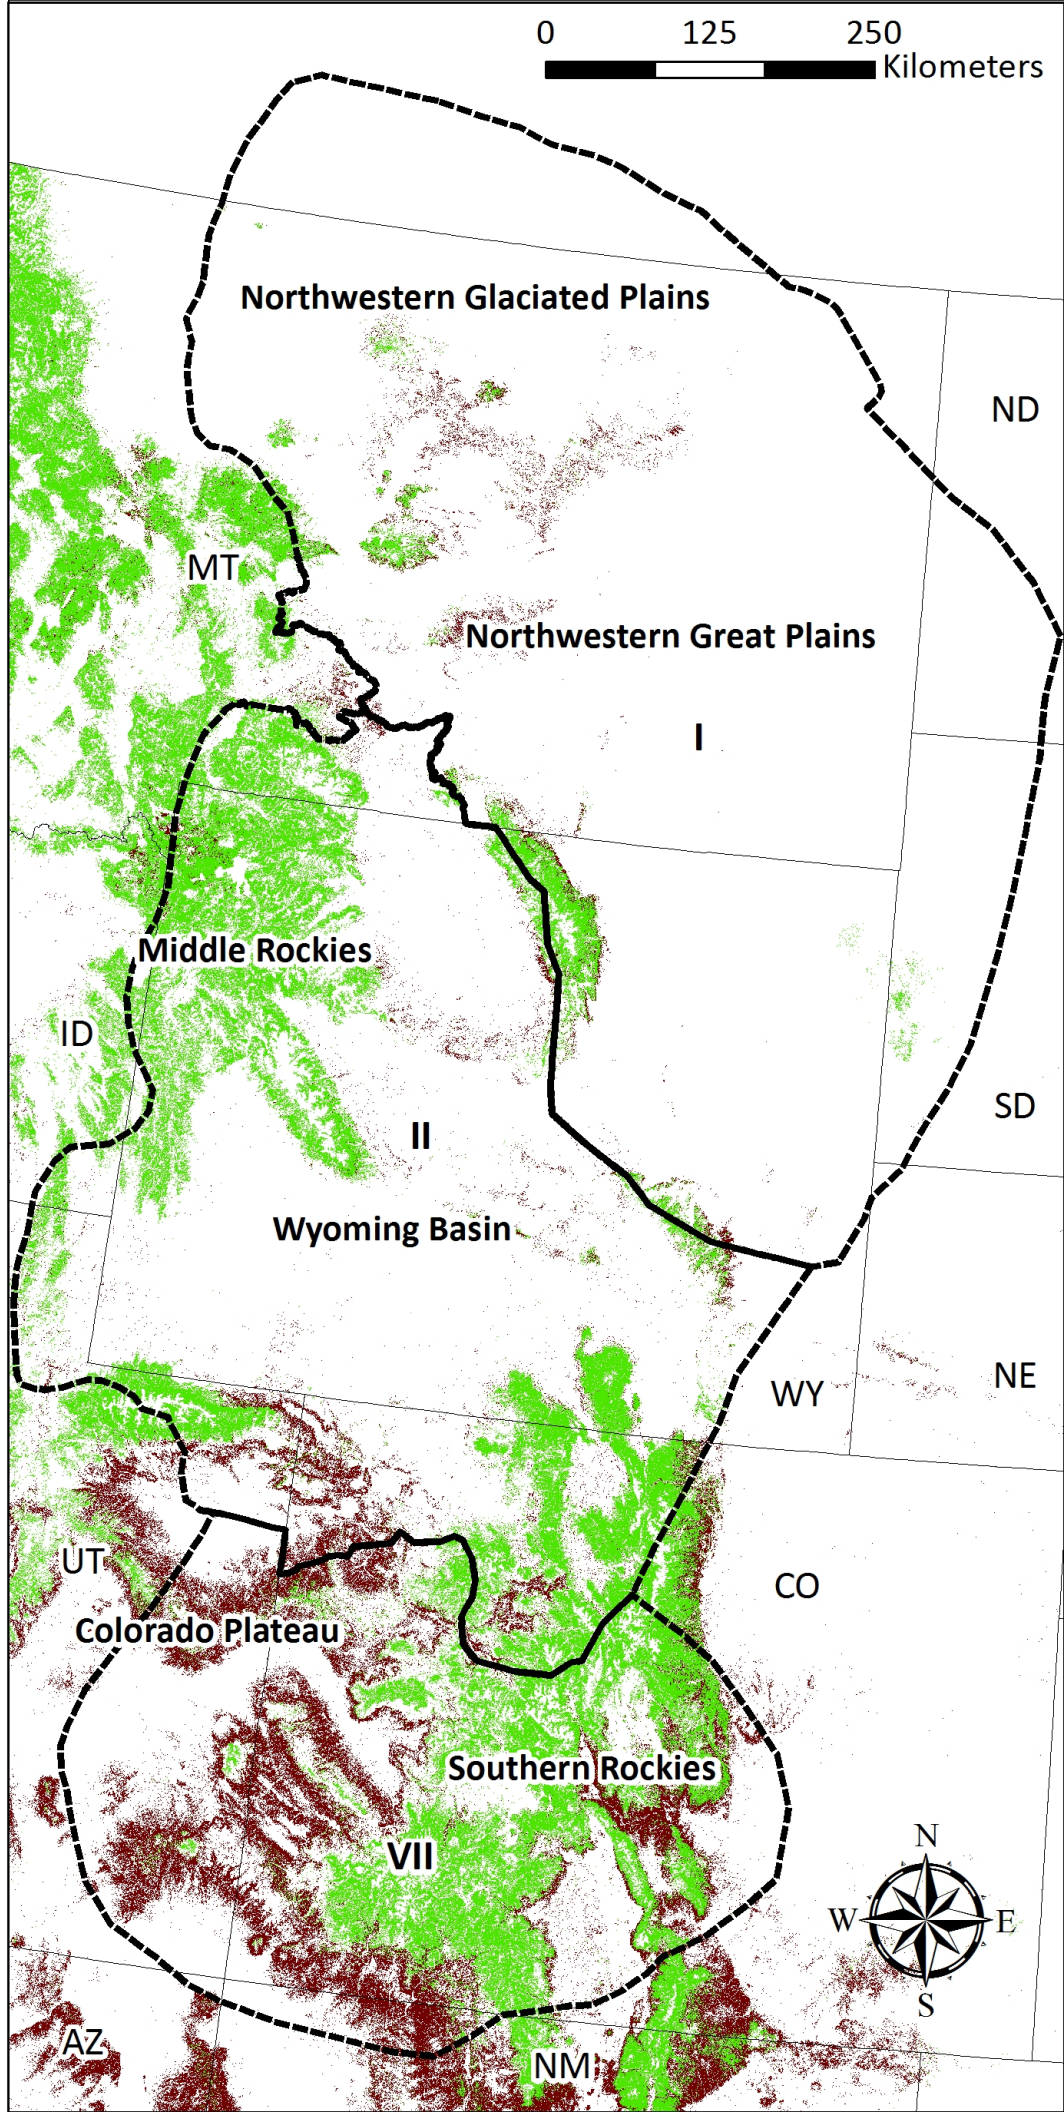 0 125 250
Kilometers
Northwestern Glaciated Plains
ND
MT
Northwestern Great Plains
I
Middle Rockies
ID
SD
II
Wyoming Basin
NE
WY
UT
CO
Colorado Plateau
Southern Rockies
N
VII
W E
S
AZ
NM